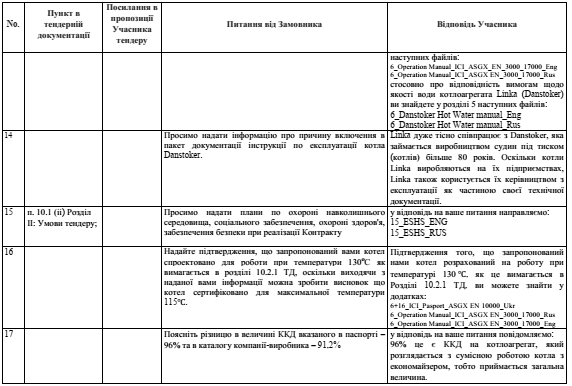 No.
Пункт в
тендерній
документації
Посилання в
пропозиції
Учасника
тендеру
Питання від Замовника
Відповідь Учасника
наступних файлів:
6_Operation Manual_ICI_ASGX_EN_3000_17000_Eng
6_Operation Manual_ICI_ASGX EN_3000_17000_Rus
стосовно про відповідність вимогам щодо
якості води котлоагрегата Linka (Danstoker)
ви знайдете у розділі 5 наступних файлів:
6_Danstoker Hot Water manual_Eng
6_Danstoker Hot Water manual_Rus
14
Просимо надати інформацію про причину включення в
пакет документації інструкції по експлуатації котла
Danstoker.
Linka дуже тісно співпрацює з Danstoker, яка
займається виробництвом судин під тиском
(котлів) більше 80 років. Оскільки котли
Linka виробляються на їх підприємствах,
Linka також користується їх керівництвом з
експлуатації як частиною своєї технічної
документації.
15
п. 10.1 (ii) Розділ
II: Умови тендеру;
Просимо надати плани по охороні навколишнього
середовища, соціального забезпечення, охороні здоров'я,
забезпечення безпеки при реалізації Контракту
у відповідь на ваше питання направляємо:
15_ESHS_ENG
15_ESHS_RUS
16
Надайте підтвердження, що запропонований вами котел
спроектовано для роботи при температурі 130°C як
вимагається в розділі 10.2.1 ТД, оскільки виходячи з
наданої вами інформації можна зробити висновок що
котел сертифіковано для максимальної температури
115°C.
Підтвердження того, що запропонований
нами котел розрахований на роботу при
температурі 130 °C. як це вимагається в
Розділі 10.2.1 ТД, ви можете знайти у
додатках:
6+16_ICI_Pasport_ASGX EN 10000_Ukr
6_Operation Manual_ICI_ASGX EN_3000_17000_Rus
6_Operation Manual_ICI_ASGX EN_3000_17000_Eng
17
Поясніть різницю в величині ККД вказаного в паспорті –
96% та в каталогу компанії-виробника – 91,2%
у відповідь на ваше питання повідомляємо:
96% це є ККД на котлоагрегат, який
розглядається з сумісною роботою котла з
економайзером, тобто приймається загальна
величина.